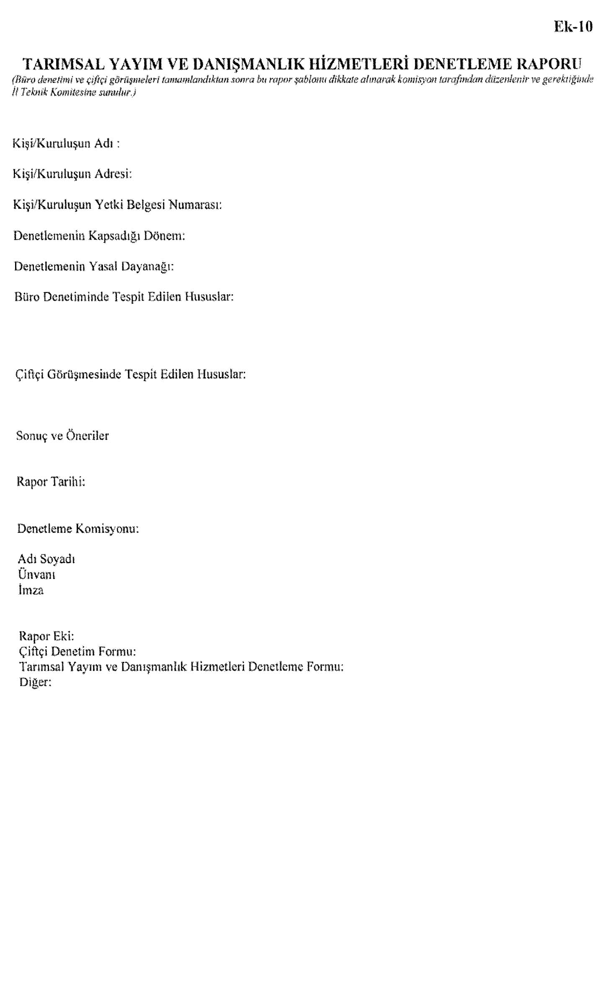 Ek-10
TARIMSAL YAYIM VE DANIŞMANLIK HİZMETLERİ DENETLEME RAPORU
(Büro denetimi ve çiftçi görüşmeleri tamamlandıktan sonra bu rapor şablonu dikkate alınarak komisyon tarafından düzenlenir ve gerektiğinde
İl Teknik Komitesine sunulur.)
Kişi/Kuruluşun Adı :
Kişi/Kuruluşun Adresi:
Kişi/Kuruluşun Yetki Belgesi Numarası:
Denetlemenin Kapsadığı Dönem:
Denetlemenin Yasal Dayanağı:
Büro Denetiminde Tespit Edilen Hususlar:
Çiftçi Görüşmesinde Tespit Edilen Hususlar:
Sonuç ve Öneriler
Rapor Tarihi:
Denetleme Komisyonu:
Adı Soyadı
Ünvanı
İmza
Rapor Eki:
Çiftçi Denetim Formu:
Tarımsal Yayım ve Danışmanlık Hizmetleri Denetleme Formu:
Diğer: